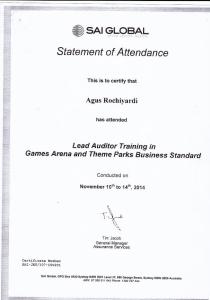 SAI GLOBAL
Statement of Attendance
This is to certify that
Agus Rochiyardi
has attended
Lead Auditor Training in
Games Arena and Theme Parks Business Standard
Conducted on
November 10th to 14th, 2014
Tim Jacob
General Manager
Assurance Services
Certificate Number